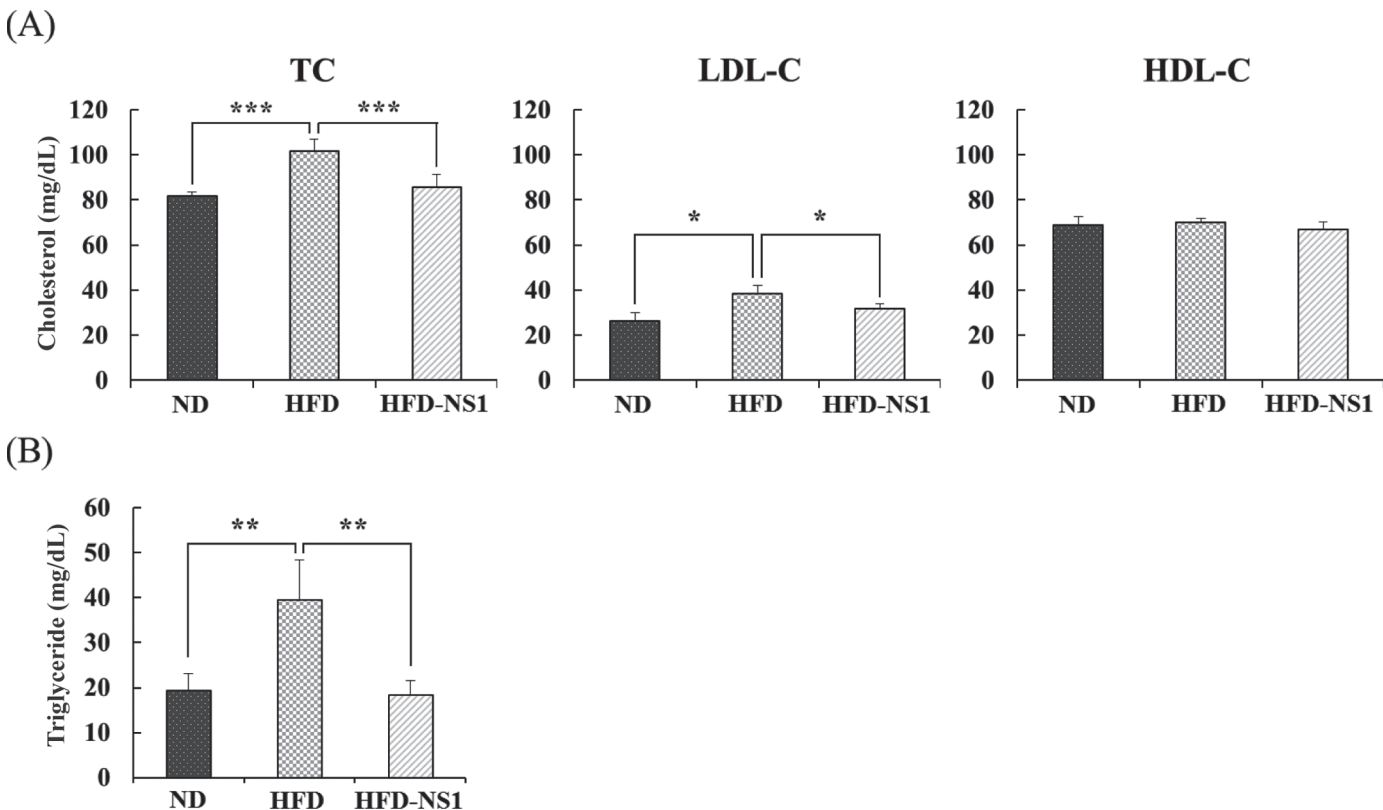 (A)
TC
Cholesterol (mg/dL)
120
100
80
60
40
20
0
***
***
ND
HFD
HFD-NS1
LDL-C
120
100
80
60
40
20
0
*
*
ND
HFD
HFD-NS1
HDL-C
120
100
80
60
40
20
0
ND
HFD
HFD-NS1
(B)
Triglyceride (mg/dL)
60
50
40
30
20
10
0
**
**
ND
HFD
HFD-NS1